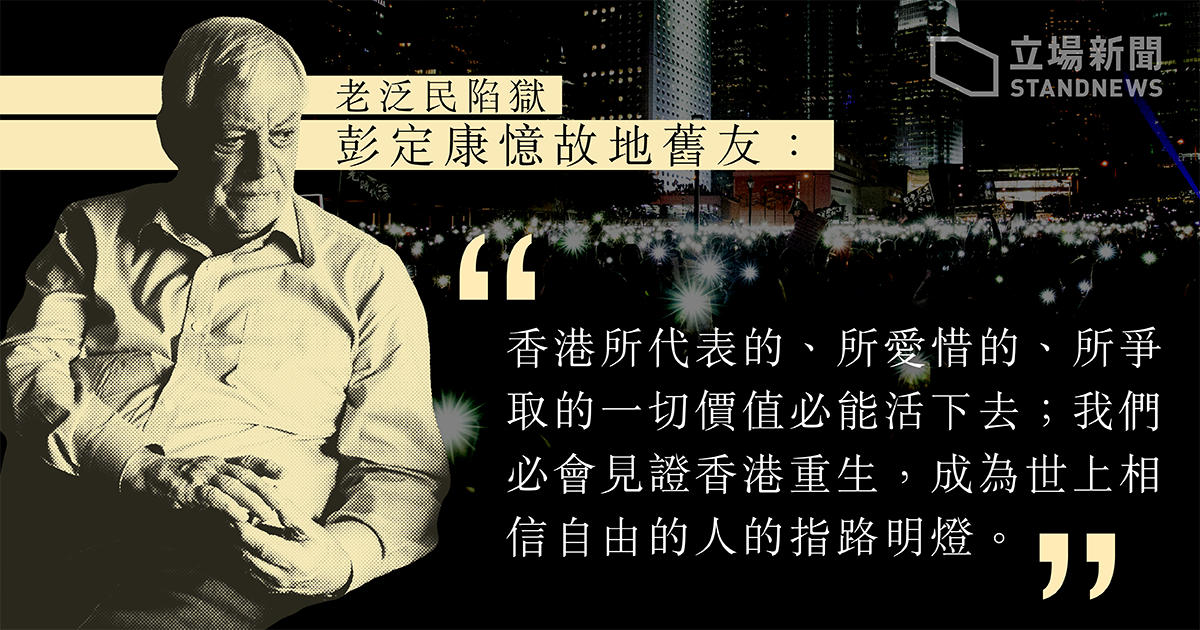 立場新聞
STANDNEWS
老泛民陷獄
彭定康憶故地舊友：
“
香港所代表的、所愛惜的、所爭
取的一切價值必能活下去；我們
必會見證香港重生，成為世上相
信自由的人的指路明燈。
”